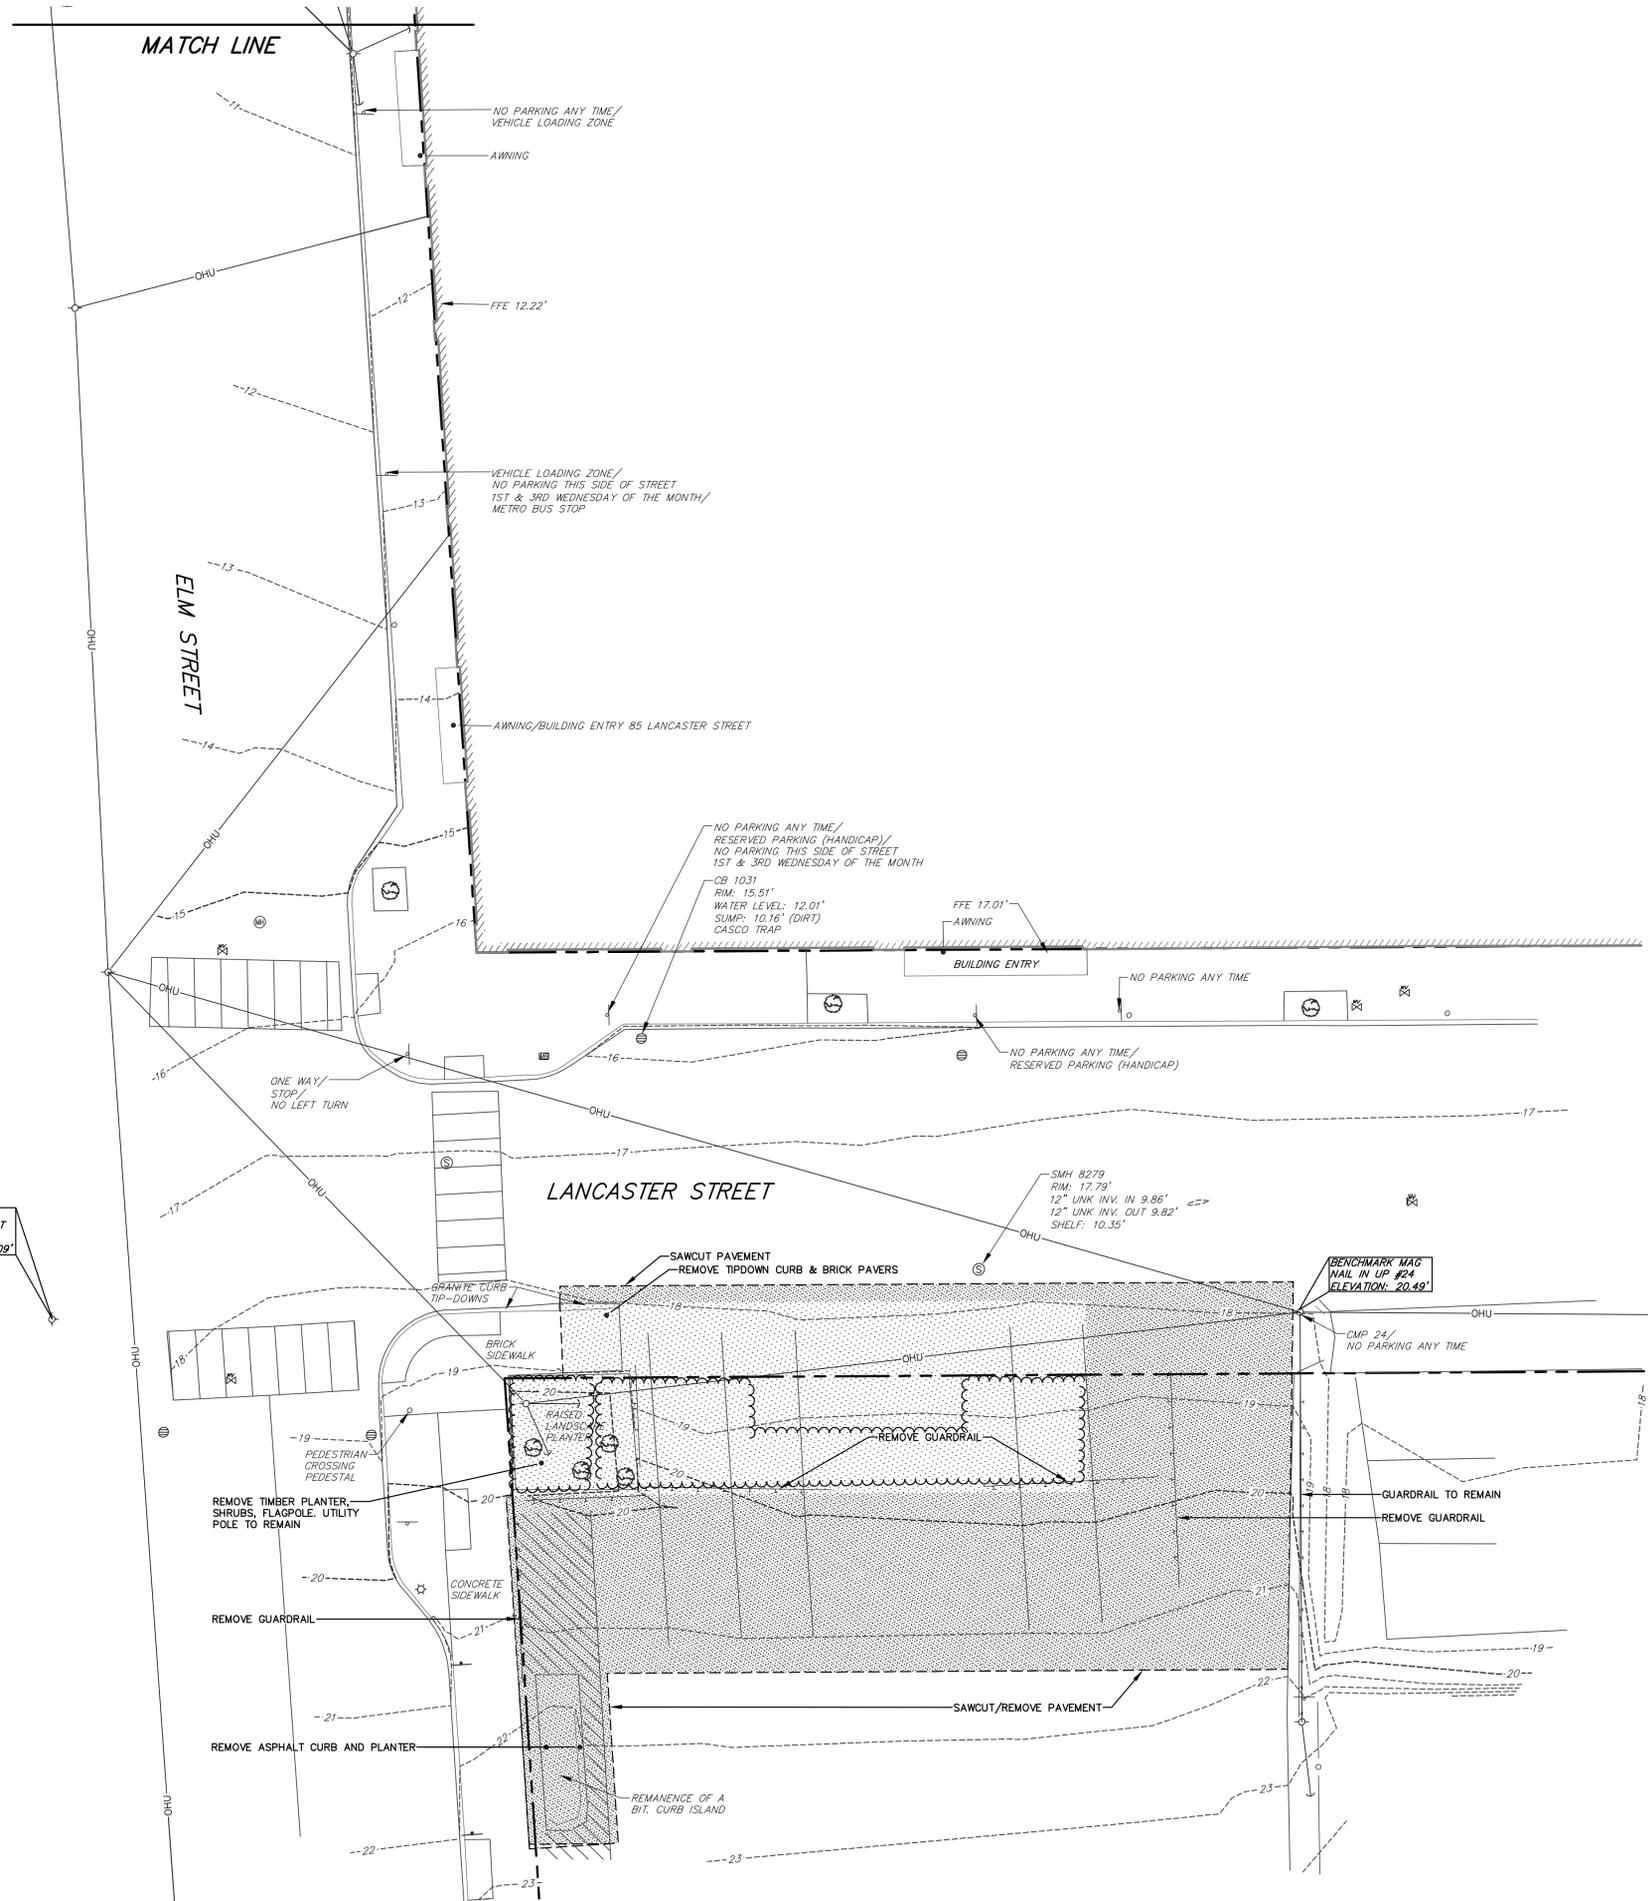 MATCH LINE
11
NO PARKING ANY TIME/
VEHICLE LOADING ZONE
AWNING
OHU
12
FFE 12.22'
12
VEHICLE LOADING ZONE/
NO PARKING THIS SIDE OF STREET
1ST & 3RD WEDNESDAY OF THE MONTH/
METRO BUS STOP
13
13
ELM STREET
OHU
14
AWNING/BUILDING ENTRY 85 LANCASTER STREET
14
OHU
15
NO PARKING ANY TIME/
RESERVED PARKING (HANDICAP)/
NO PARKING THIS SIDE OF STREET
1ST & 3RD WEDNESDAY OF THE MONTH
CB 1031
RIM: 15.51'
WATER LEVEL: 12.01'
SUMP: 10.16' (DIRT)
CASCO TRAP
FFE 17.01'
AWNING
BUILDING ENTRY
15
MH
16
OHU
NO PARKING ANY TIME
NO PARKING ANY TIME/
RESERVED PARKING (HANDICAP)
16
16
ONE WAY/
STOP/
NO LEFT TURN
OHU
17
17
S
17
OHU
LANCASTER STREET
SMH 8279
RIM: 17.79'
12" UNK INV. IN 9.86'
12" UNK INV. OUT 9.82'
SHELF: 10.35'
OHU
S
T
09'
SAWCUT PAVEMENT
REMOVE TIPDOWN CURB & BRICK PAVERS
GRANITE CURB
TIP-DOWNS
BENCHMARK MAG
NAIL IN UP #24
ELEVATION: 20.49'
18
18
OHU
CMP 24/
NO PARKING ANY TIME
18
OHU
BRICK
SIDEWALK
OHU
19
20
RAISED
LANDSCAPE
PLANTER
19
19
18
REMOVE GUARDRAIL
19
PEDESTRIAN
CROSSING
PEDESTAL
20
REMOVE TIMBER PLANTER,
SHRUBS, FLAGPOLE. UTILITY
POLE TO REMAIN
20
20
20
19
18
18
GUARDRAIL TO REMAIN
REMOVE GUARDRAIL
20
CONCRETE
SIDEWALK
21
REMOVE GUARDRAIL
21
19
20
22
21
22
SAWCUT/REMOVE PAVEMENT
REMOVE ASPHALT CURB AND PLANTER
REMANENCE OF A
BIT. CURB ISLAND
23
OHU
22
23
23